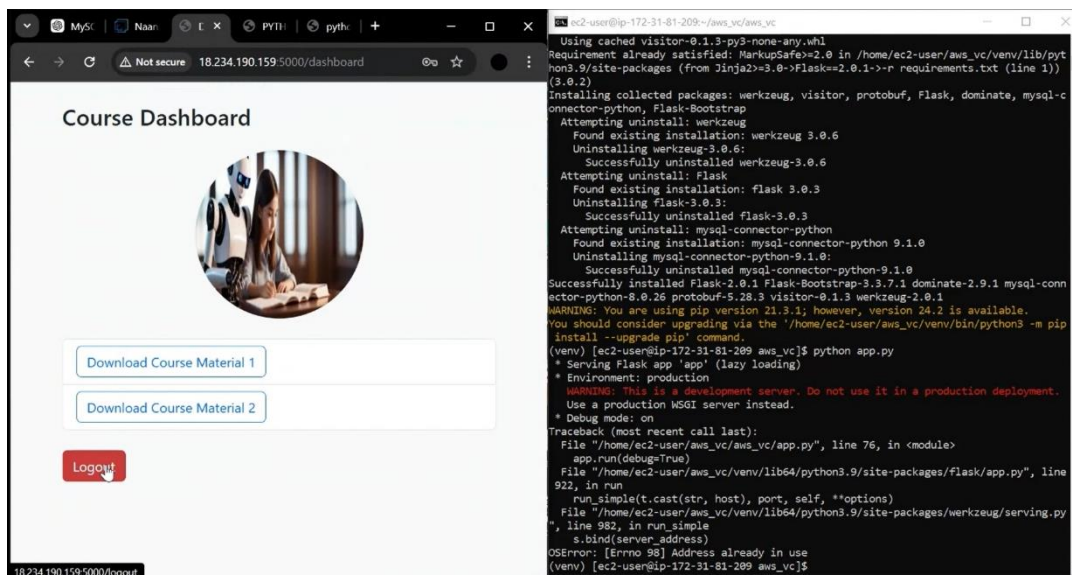 MySC
Naan
D
PYTH
pythc
Not secure 18.234.190.159:5000/dashboard
Course Dashboard
Download Course Material 1
Download Course Material 2
Logout
18.234.190.159:5000/logout
ec2-user@ip-172-31-81-209:~/aws_vc/aws_vc
Using cached visitor-0.1.3-py3-none-any.whl
Requirement already satisfied: MarkupSafe>=2.0 in /home/ec2-user/aws_vc/venv/lib/pyt
hon3.9/site-packages (from Jinja2>=3.0->Flask==2.0.1->-r requirements.txt (line 1))
(3.0.2)
Installing collected packages: werkzeug, visitor, protobuf, Flask, dominate, mysql-c
onnector-python, Flask-Bootstrap
Attempting uninstall: werkzeug
Found existing installation: werkzeug 3.0.6
Uninstalling werkzeug-3.0.6:
Successfully uninstalled werkzeug-3.0.6
Attempting uninstall: Flask
Found existing installation: flask 3.0.3
Uninstalling flask-3.0.3:
Successfully uninstalled flask-3.0.3
Attempting uninstall: mysql-connector-python
Found existing installation: mysql-connector-python 9.1.0
Uninstalling mysql-connector-python-9.1.0:
Successfully uninstalled mysql-connector-python-9.1.0
Successfully installed Flask-2.0.1 Flask-Bootstrap-3.3.7.1 dominate-2.9.1 mysql-conn
ector-python-8.0.26 protobuf-5.28.3 visitor-0.1.3 werkzeug-2.0.1
WARNING: You are using pip version 21.3.1; however, version 24.2 is available.
You should consider upgrading via the '/home/ec2-user/aws_vc/venv/bin/python3 -m pip
install --upgrade pip' command.
(venv) [ec2-user@ip-172-31-81-209 aws_vc]$ python app.py
* Serving Flask app 'app' (lazy loading)
* Environment: production
WARNING: This is a development server. Do not use it in a production deployment.
Use a production WSGI server instead.
* Debug mode: on
Traceback (most recent call last):
File "/home/ec2-user/aws_vc/aws_vc/app.py", line 76, in <module>
app.run(debug=True)
File "/home/ec2-user/aws_vc/venv/lib64/python3.9/site-packages/flask/app.py", line
922, in run
run_simple(t.cast(str, host), port, self, **options)
File "/home/ec2-user/aws_vc/venv/lib64/python3.9/site-packages/werkzeug/serving.py
", line 982, in run_simple
s.bind(server_address)
OSError: [Errno 98] Address already in use
(venv) [ec2-user@ip-172-31-81-209 aws_vc]$